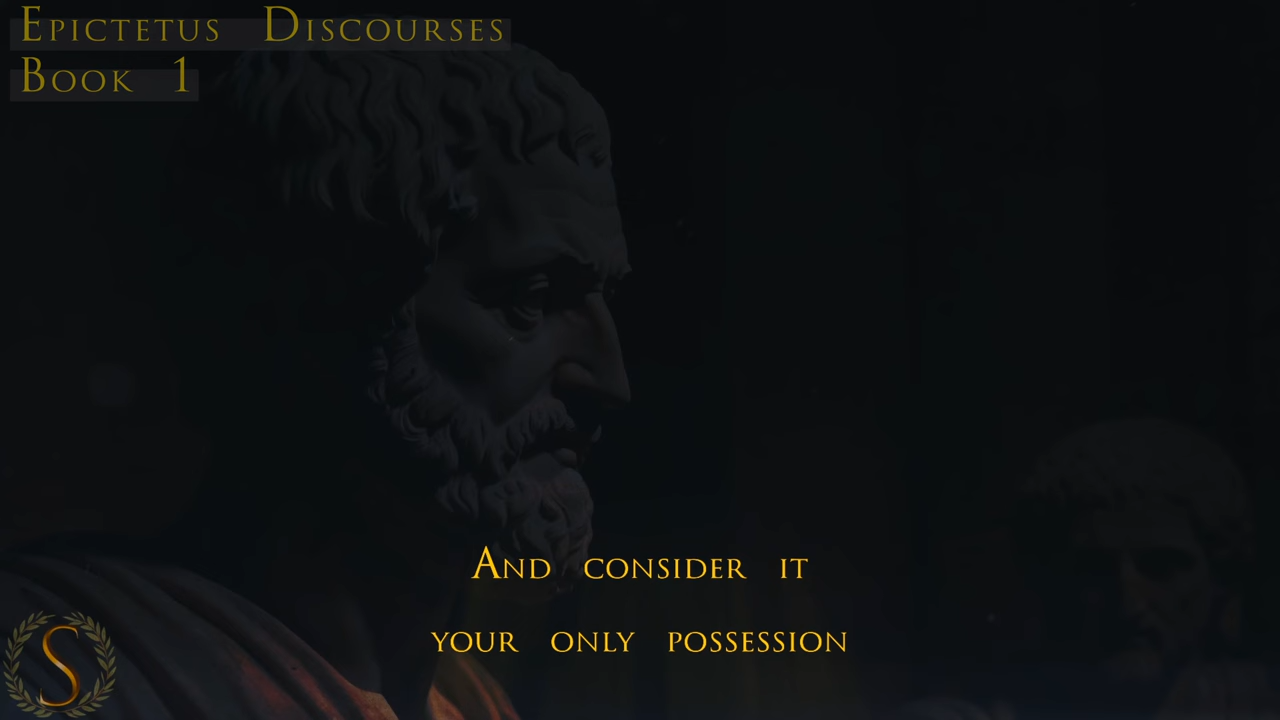 Epictetus Discourses
Book 1
And consider it
your only possession
S